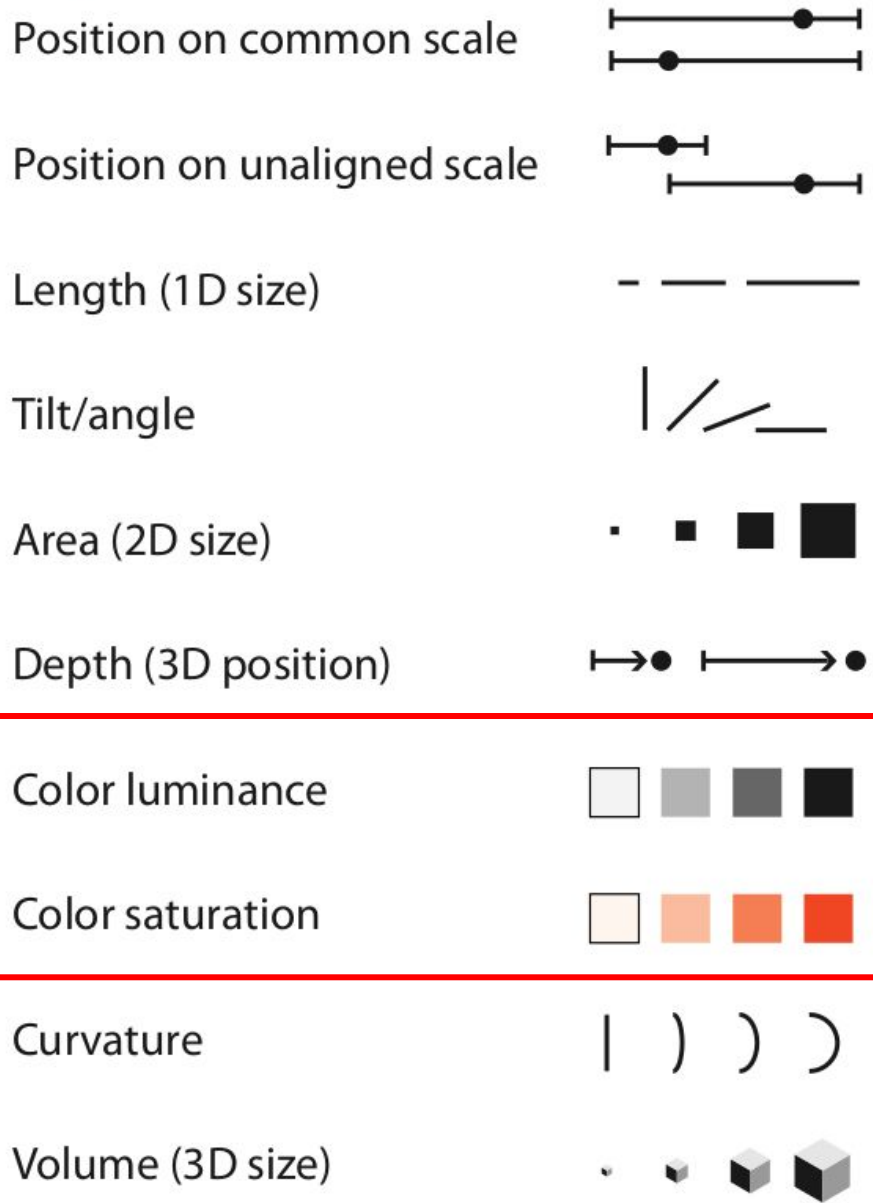 Position on common scale
Position on unaligned scale
Length (1D size)
Tilt/angle
Area (2D size)
Depth (3D position)
Color luminance
Color saturation
Curvature
Volume (3D size)